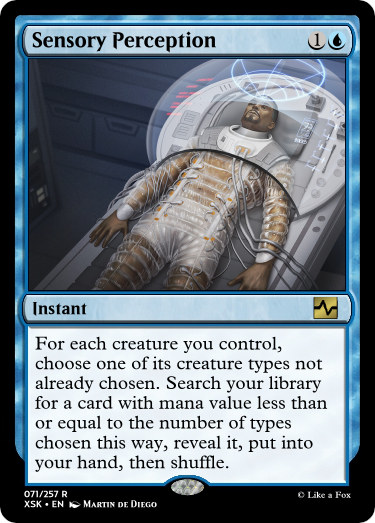 Sensory Perception 1
Instant
For each creature you control,
choose one of its creature types not
already chosen. Search your library
for a card with mana value less than
or equal to the number of types
chosen this way, reveal it, put into
your hand, then shuffle.
071/257 R
XSK • EN Martin de Diego
© Like a Fox